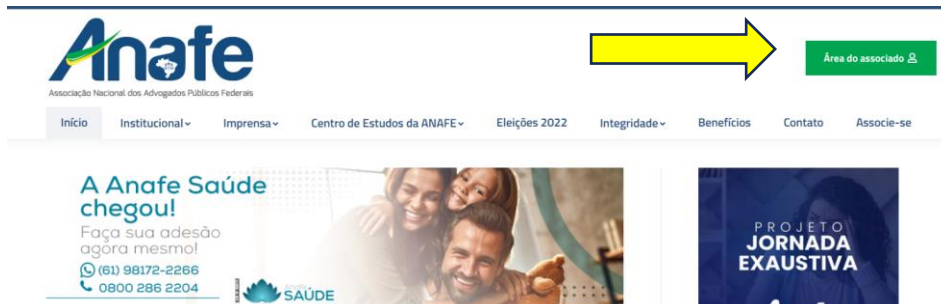 Anafe
Associação Nacional dos Advogados Públicos Federais
Área do associado
Início Institucional Imprensa Centro de Estudos da ANAFE Eleições 2022 Integridade Benefícios Contato Associe-se
A Anafe Saúde
chegou!
Faça sua adesão
agora mesmo!
(61) 98172-2266
0800 286 2204
Anafe
SAÚDE
PROJETO
JORNADA
EXAUSTIVA